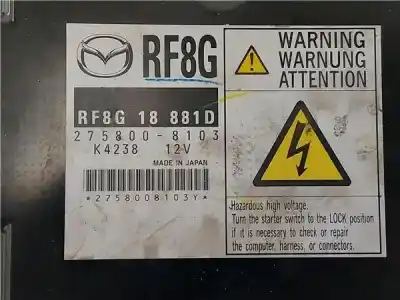 RF8G
RF8G 18 881D
275800-8103
K4238 12V
MADE IN JAPAN
*2758008103Y*
WARNING
WARNUNG
ATTENTION
Hazardous high voltage.
Turn the starter switch to the LOCK position
if it is necessary to check or repair
the computer, harness, or connectors.